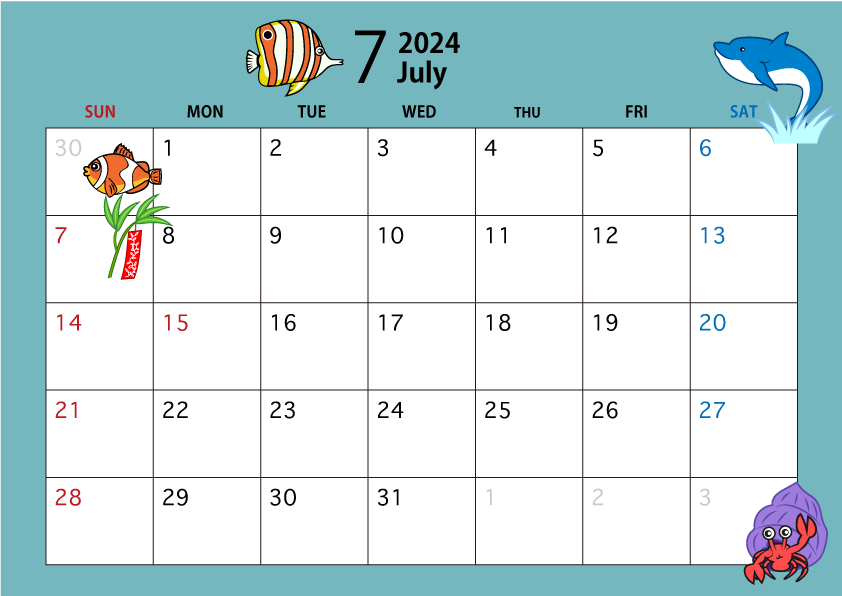 7 2024
July
SUN MON TUE WED THU FRI SAT
30 1 2 3 4 5 6
7 8 9 10 11 12 13
14 15 16 17 18 19 20
21 22 23 24 25 26 27
28 29 30 31 1 2 3